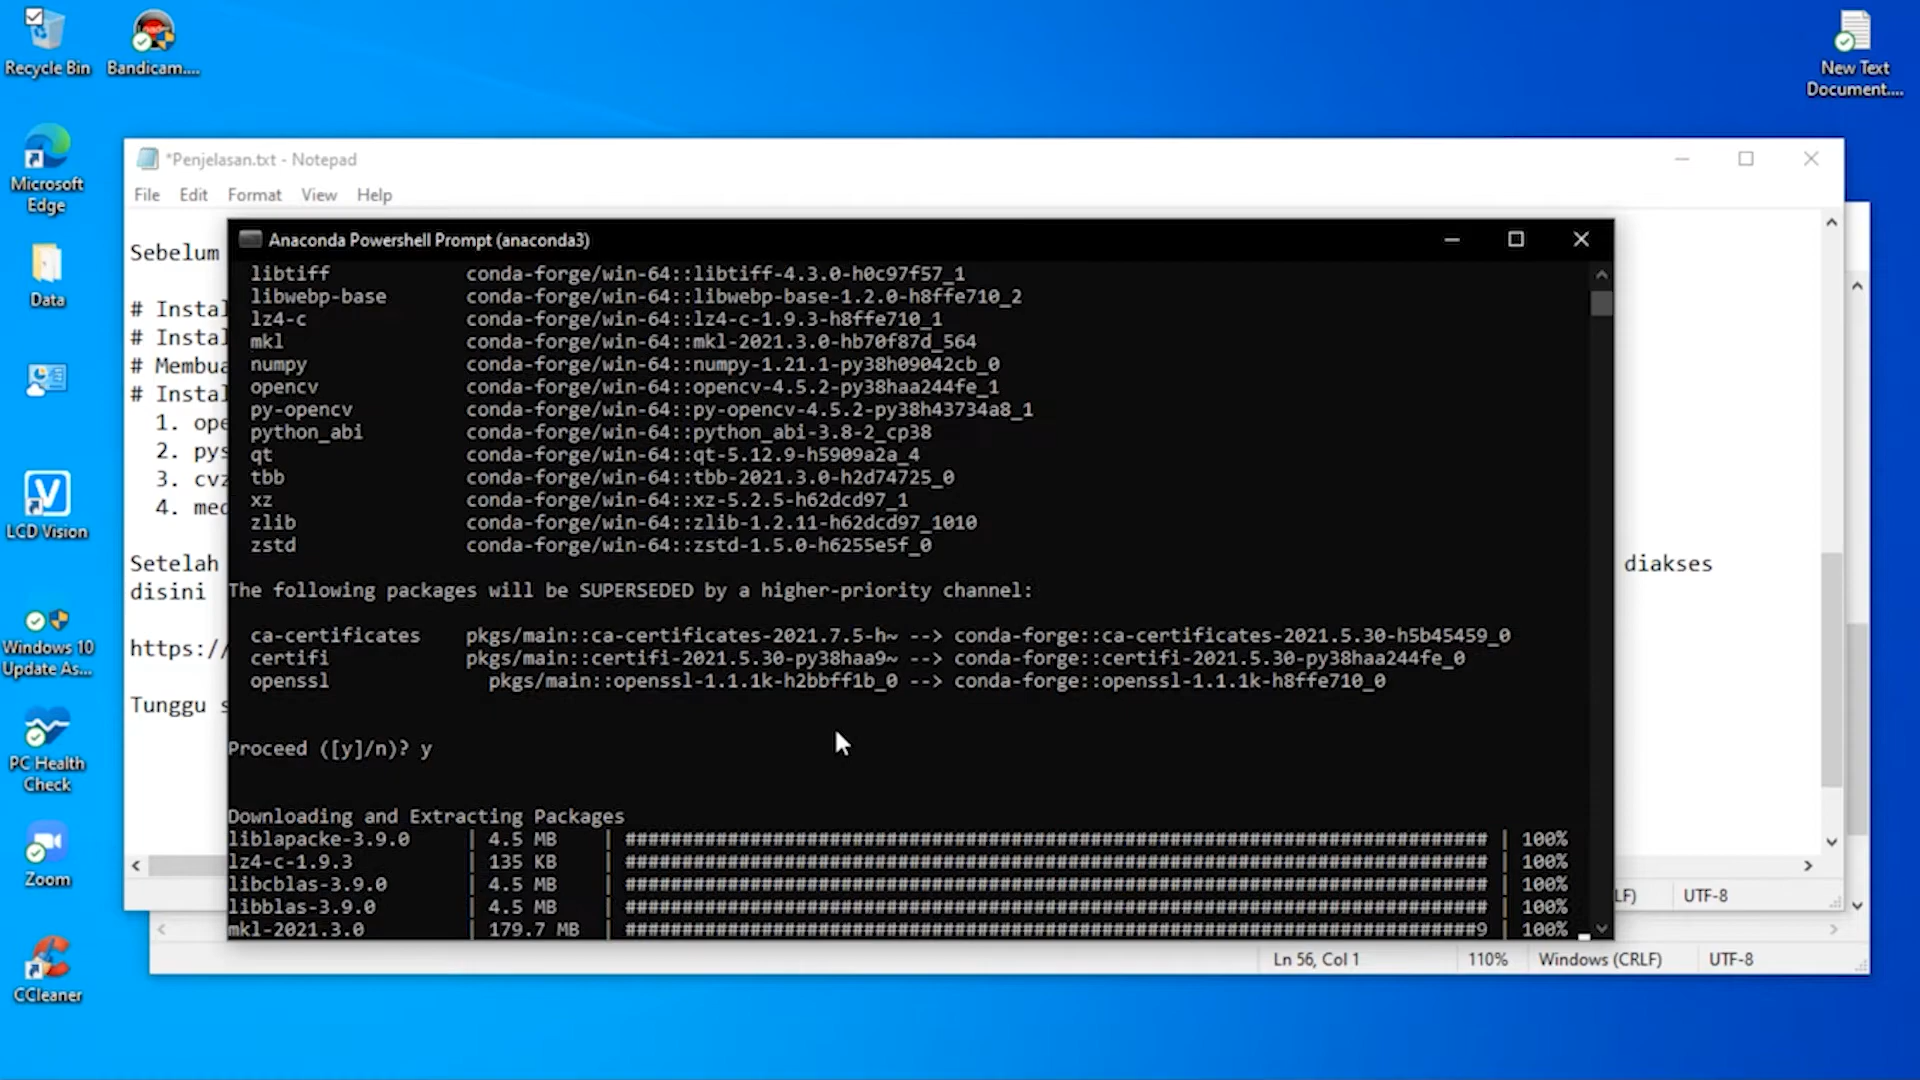 Recycle Bin
Bandicam....
New Text
Document....
Microsoft
Edge
Data
LCD Vision
Windows 10
Update As...
PC Health
Check
Zoom
CCleaner
*Penjelasan.txt - Notepad
File Edit Format View Help
Sebelum
# Instal
# Instal
# Membua
# Instal
1. ope
2. pys
3. cvz
4. med
Setelah diakses
disini
https://
Tunggu s
Anaconda Powershell Prompt (anaconda3)
libtiff conda-forge/win-64::libtiff-4.3.0-h0c97f57_1
libwebp-base conda-forge/win-64::libwebp-base-1.2.0-h8ffe710_2
lz4-c conda-forge/win-64::lz4-c-1.9.3-h8ffe710_1
mkl conda-forge/win-64::mkl-2021.3.0-hb70f87d_564
numpy conda-forge/win-64::numpy-1.21.1-py38h09042cb_0
opencv conda-forge/win-64::opencv-4.5.2-py38haa244fe_1
py-opencv conda-forge/win-64::py-opencv-4.5.2-py38h43734a8_1
python_abi conda-forge/win-64::python_abi-3.8-2_cp38
qt conda-forge/win-64::qt-5.12.9-h5909a2a_4
tbb conda-forge/win-64::tbb-2021.3.0-h2d74725_0
xz conda-forge/win-64::xz-5.2.5-h62dcd97_1
zlib conda-forge/win-64::zlib-1.2.11-h62dcd97_1010
zstd conda-forge/win-64::zstd-1.5.0-h6255e5f_0
The following packages will be SUPERSEDED by a higher-priority channel:
ca-certificates pkgs/main::ca-certificates-2021.7.5-h~ --> conda-forge::ca-certificates-2021.5.30-h5b45459_0
certifi pkgs/main::certifi-2021.5.30-py38haa9~ --> conda-forge::certifi-2021.5.30-py38haa244fe_0
openssl pkgs/main::openssl-1.1.1k-h2bbff1b_0 --> conda-forge::openssl-1.1.1k-h8ffe710_0
Proceed ([y]/n)? y
Downloading and Extracting Packages
liblapacke-3.9.0 | 4.5 MB | ############################################################################ | 100%
lz4-c-1.9.3 | 135 KB | ############################################################################ | 100%
libcblas-3.9.0 | 4.5 MB | ############################################################################ | 100%
libblas-3.9.0 | 4.5 MB | ############################################################################ | 100%
mkl-2021.3.0 | 179.7 MB | ###########################################################################9 | 100%
LF) UTF-8
Ln 56, Col 1 110% Windows (CRLF) UTF-8